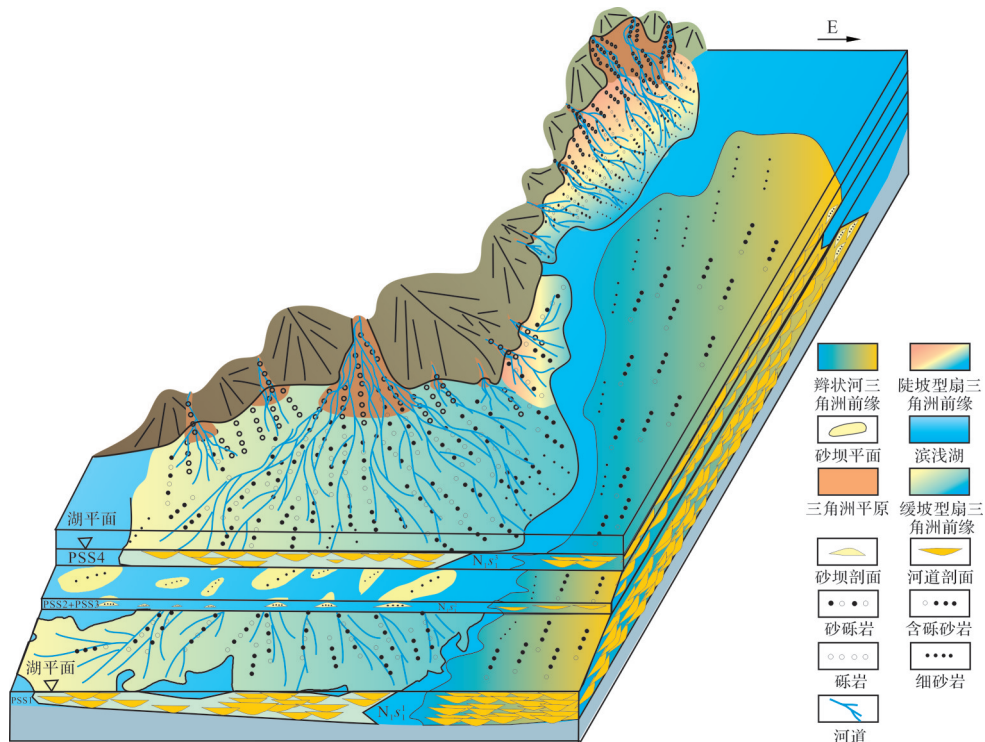 E
湖平面
PSS4
N₁s
PSS2+PSS3
N₁s
湖平面
PSS1
N₁s
辫状河三
角洲前缘
陡坡型扇三
角洲前缘
砂坝平面
滨浅湖
三角洲平原
缓坡型扇三
角洲前缘
砂坝剖面
河道剖面
砂砾岩
含砾砂岩
砾岩
细砂岩
河道